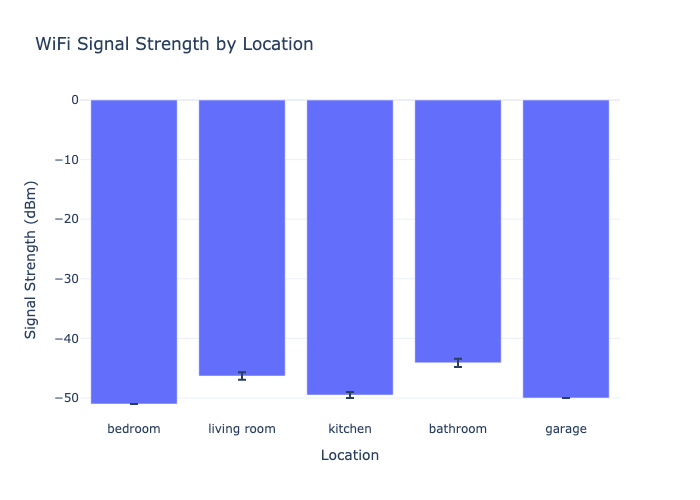 WiFi Signal Strength by Location
Signal Strength (dBm)
0
−10
−20
−30
−40
−50
bedroom living room kitchen bathroom garage
Location